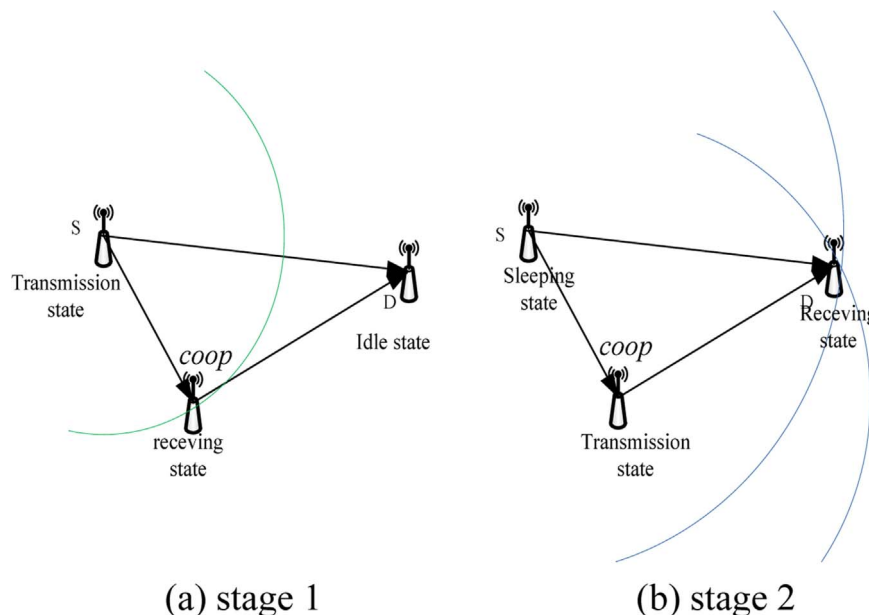 S
Transmission
state
coop
receving
state
D
Idle state
(a) stage 1
S
Sleeping
state
coop
Transmission
state
D
Receving
state
(b) stage 2